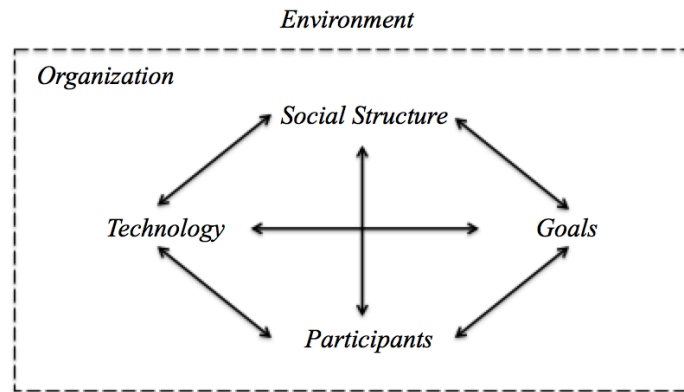 Environment
Organization
Social Structure
Technology
Goals
Participants